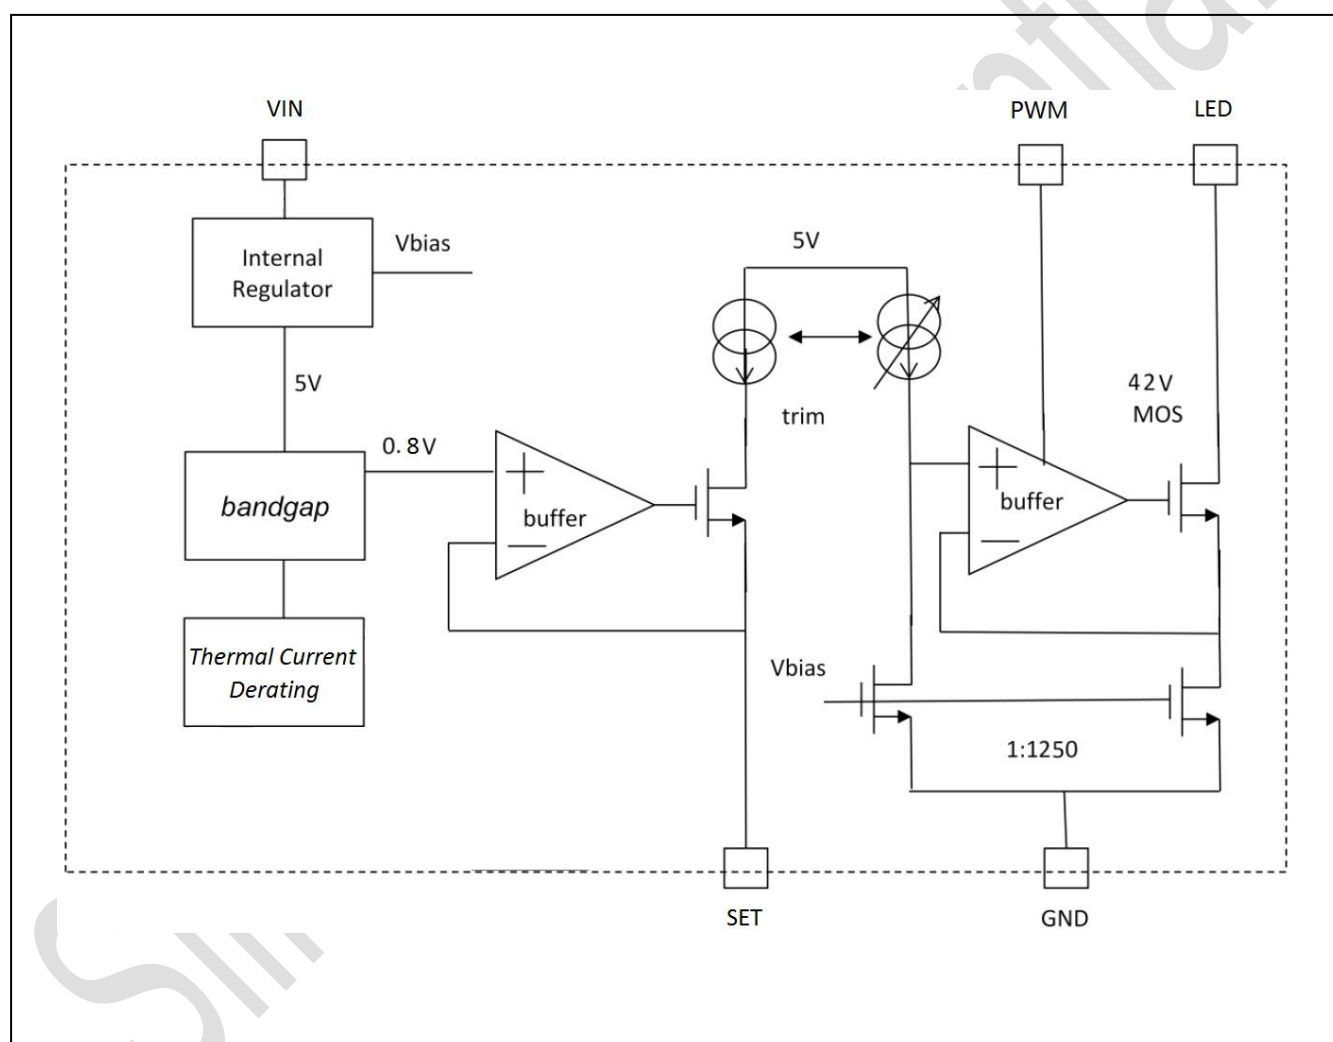 VIN
PWM
LED
Internal
Regulator
Vbias
5V
5V
42V
MOS
trim
0.8V
bandgap
+
buffer
−
+
buffer
−
Thermal Current
Derating
Vbias
1:1250
SET
GND